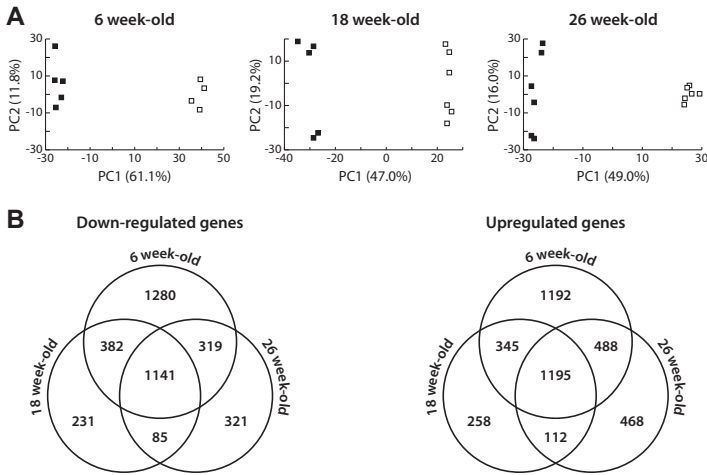 A
6 week-old
18 week-old
26 week-old
PC2 (11.8%)
30
10
-10
-30
-30
-10
10
30
50
PC1 (61.1%)
PC2 (19.2%)
30
10
-10
-30
-40
-20
0
20
40
PC1 (47.0%)
PC2 (16.0%)
30
10
-10
-30
-30
-10
10
30
PC1 (49.0%)
B
Down-regulated genes
6 week-old
18 week-old
26 week-old
1280
382
319
1141
231
321
85
Upregulated genes
6 week-old
18 week-old
26 week-old
1192
345
488
1195
258
468
112